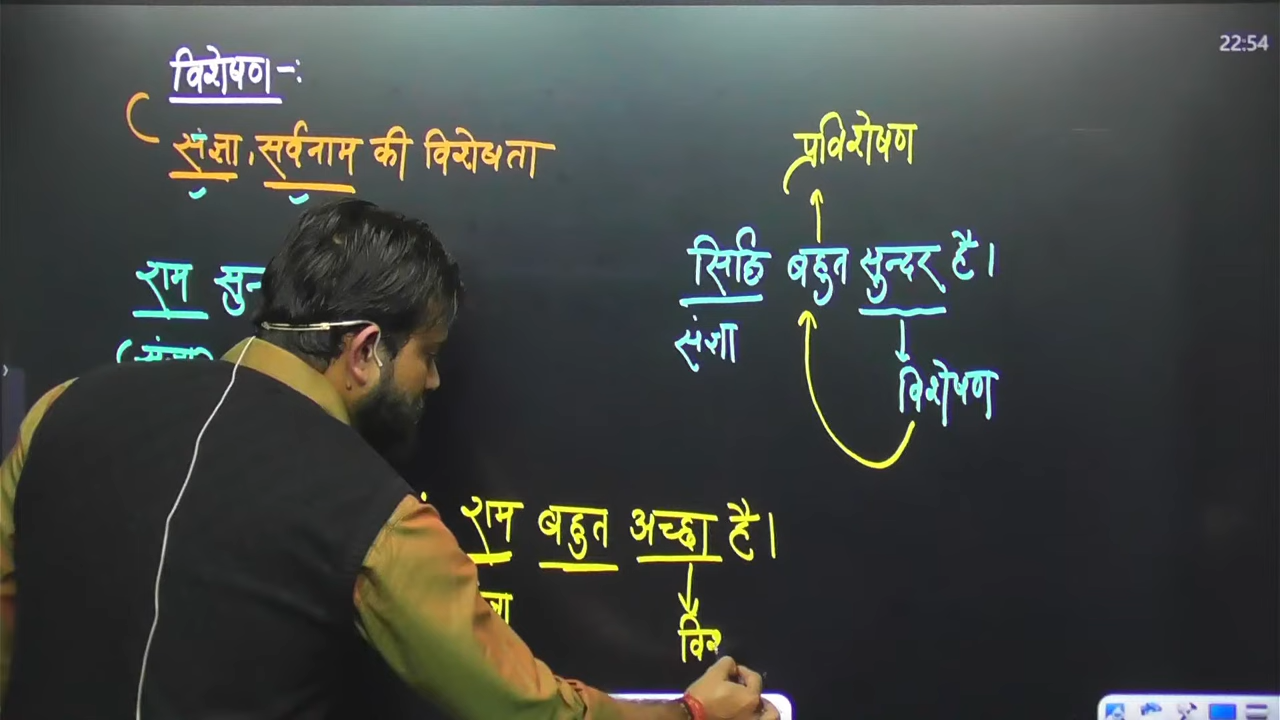 22:54
विशेषण -:
संज्ञा, सर्वनाम की विशेषता
प्रविशेषण
राम
सिद्धि बहुत सुन्दर है।
संज्ञा
विशेषण
राम बहुत अच्छा है।